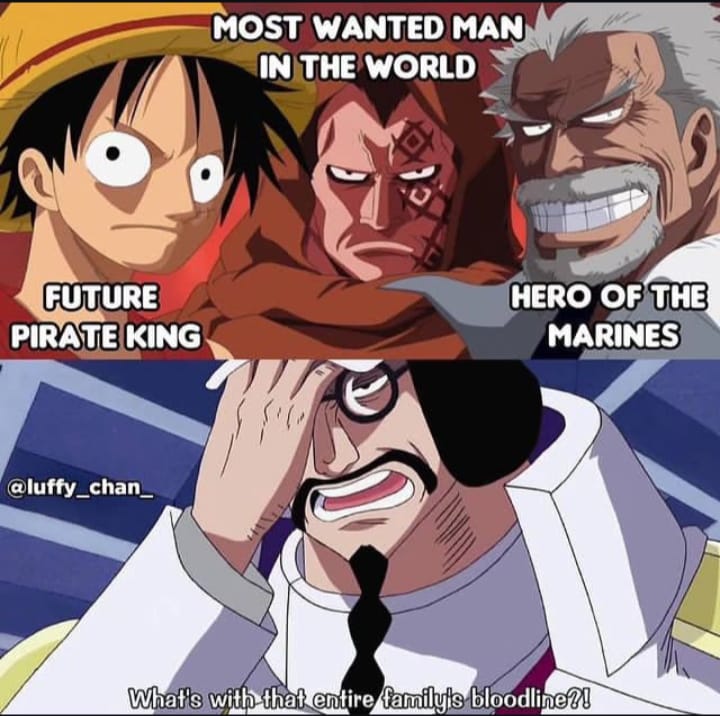 MOST WANTED MAN
IN THE WORLD
FUTURE
PIRATE KING
HERO OF THE
MARINES
@luffy_chan_
What's with that entire family's bloodline?!